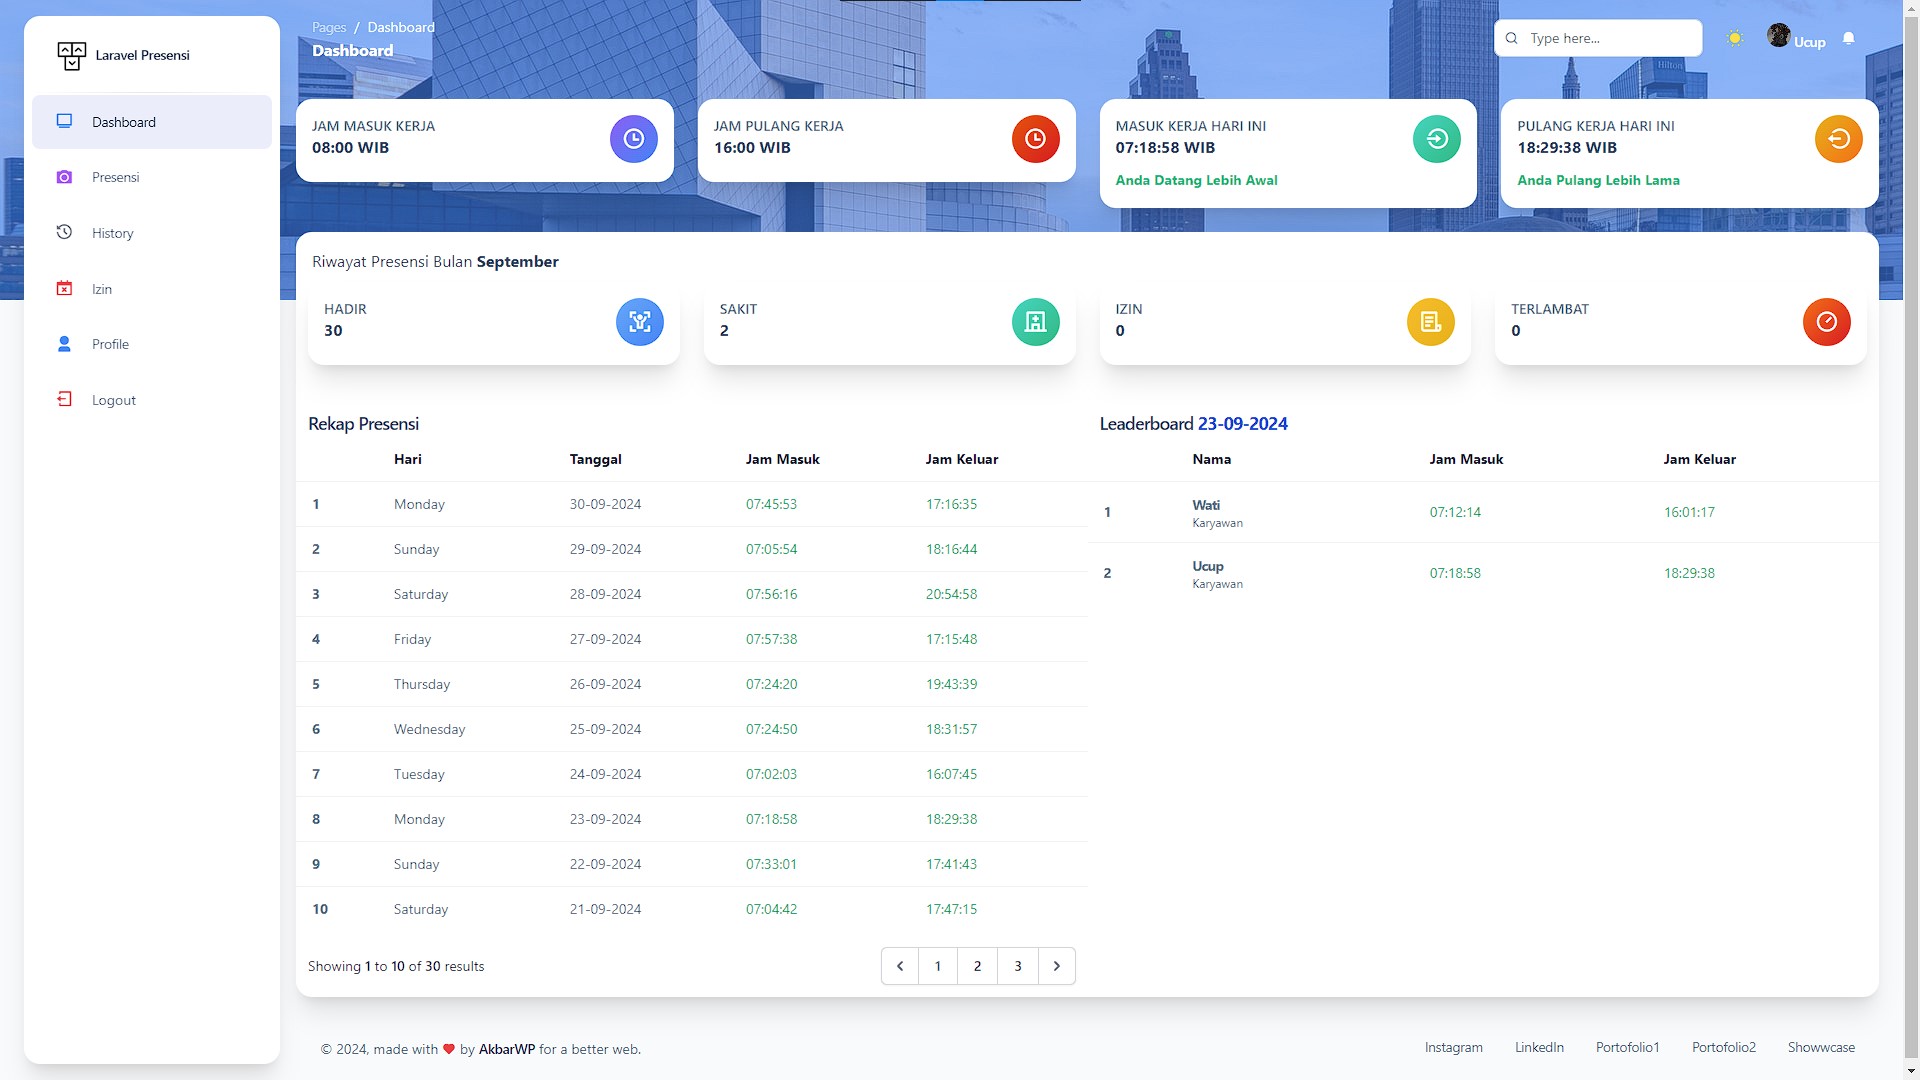 Laravel Presensi
Dashboard
Presensi
History
Izin
Profile
Logout
Pages / Dashboard
Dashboard
Type here...
Ucup
JAM MASUK KERJA
08:00 WIB
JAM PULANG KERJA
16:00 WIB
MASUK KERJA HARI INI
07:18:58 WIB
Anda Datang Lebih Awal
PULANG KERJA HARI INI
18:29:38 WIB
Anda Pulang Lebih Lama
Hilton
Riwayat Presensi Bulan September
HADIR
30
SAKIT
2
IZIN
0
TERLAMBAT
0
Rekap Presensi
Hari Tanggal Jam Masuk Jam Keluar
1 Monday 30-09-2024 07:45:53 17:16:35
2 Sunday 29-09-2024 07:05:54 18:16:44
3 Saturday 28-09-2024 07:56:16 20:54:58
4 Friday 27-09-2024 07:57:38 17:15:48
5 Thursday 26-09-2024 07:24:20 19:43:39
6 Wednesday 25-09-2024 07:24:50 18:31:57
7 Tuesday 24-09-2024 07:02:03 16:07:45
8 Monday 23-09-2024 07:18:58 18:29:38
9 Sunday 22-09-2024 07:33:01 17:41:43
10 Saturday 21-09-2024 07:04:42 17:47:15
Showing 1 to 10 of 30 results
1 2 3
Leaderboard 23-09-2024
Nama Jam Masuk Jam Keluar
1 Wati 07:12:14 16:01:17
Karyawan
2 Ucup 07:18:58 18:29:38
Karyawan
© 2024, made with ❤ by AkbarWP for a better web.
Instagram LinkedIn Portofolio1 Portofolio2 Showwcase